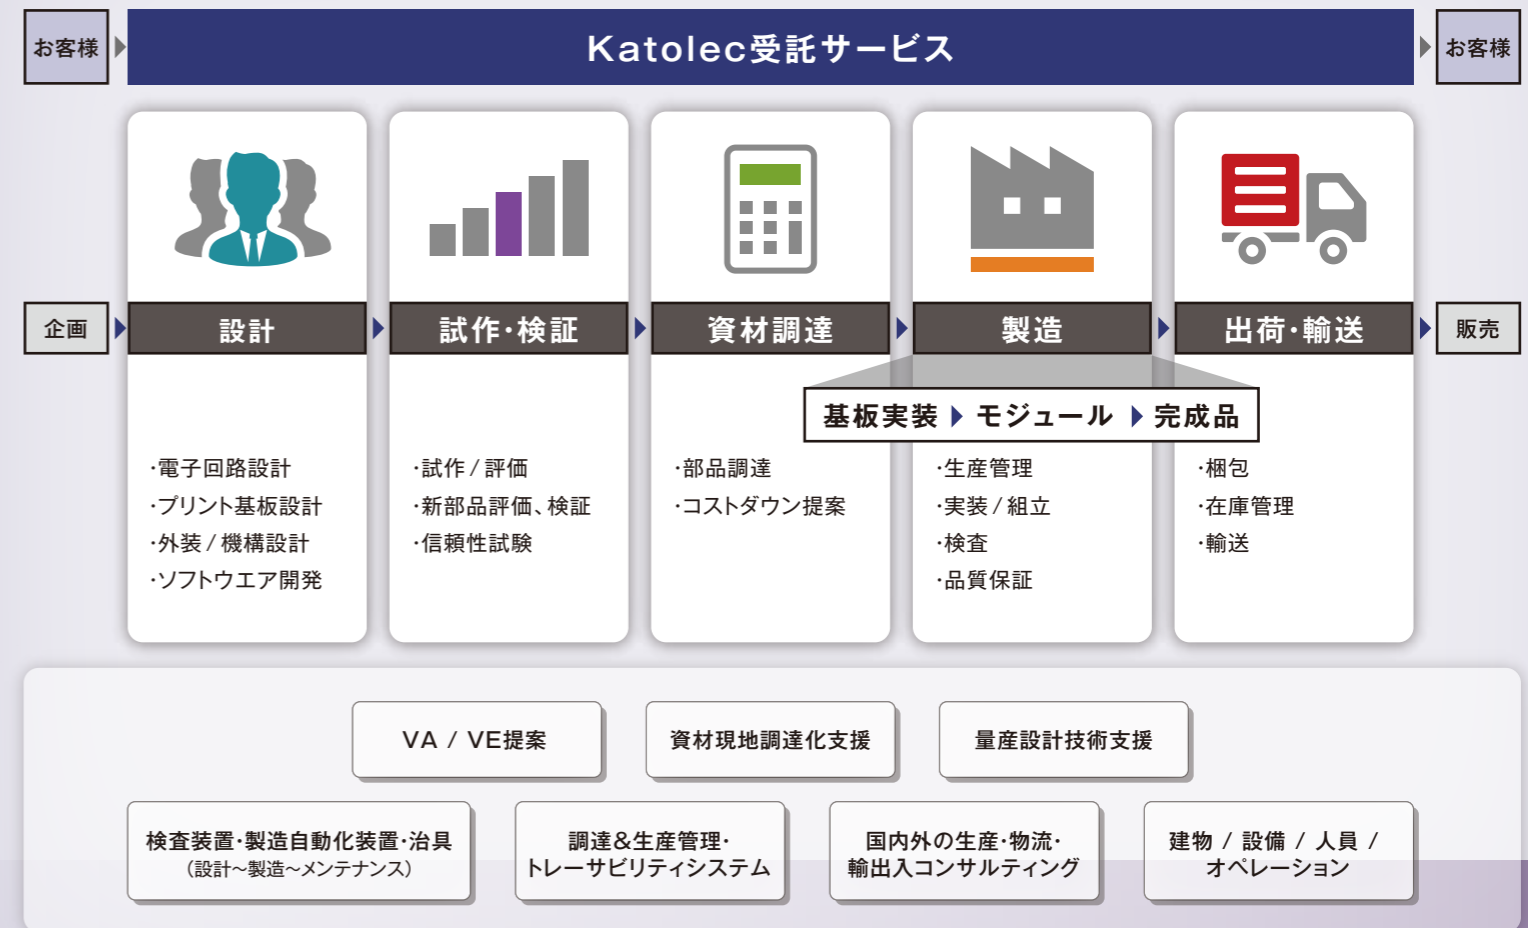 お客様
Katolec受託サービス
お客様
企画
設計
試作・検証
資材調達
製造
出荷・輸送
販売
基板実装 ▶ モジュール ▶ 完成品
・電子回路設計
・プリント基板設計
・外装 / 機構設計
・ソフトウエア開発
・試作 / 評価
・新部品評価、検証
・信頼性試験
・部品調達
・コストダウン提案
・生産管理
・実装 / 組立
・検査
・品質保証
・梱包
・在庫管理
・輸送
VA / VE提案
資材現地調達化支援
量産設計技術支援
検査装置・製造自動化装置・治具
（設計〜製造〜メンテナンス）
調達&生産管理・
トレーサビリティシステム
国内外の生産・物流・
輸出入コンサルティング
建物 / 設備 / 人員 /
オペレーション